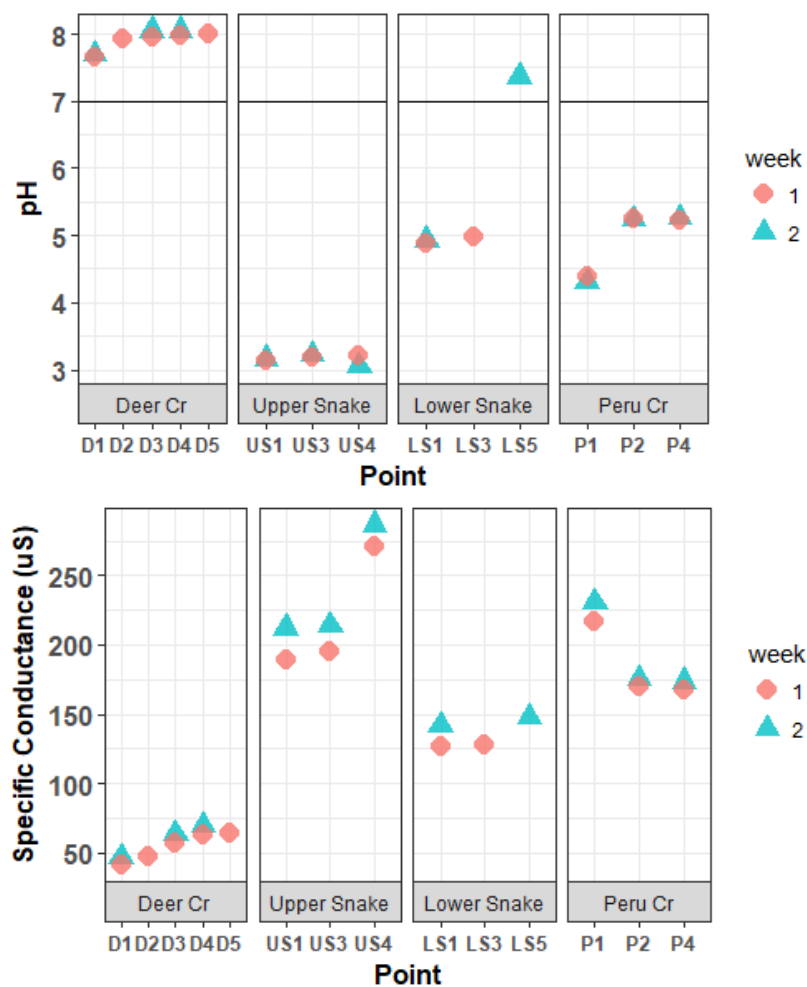 8
7
6
5
4
3
pH
Deer Cr
Upper Snake
Lower Snake
Peru Cr
D1 D2 D3 D4 D5
US1 US3 US4
LS1 LS3 LS5
P1 P2 P4
Point
week
1
2
250
200
150
100
50
Specific Conductance (uS)
Deer Cr
Upper Snake
Lower Snake
Peru Cr
D1 D2 D3 D4 D5
US1 US3 US4
LS1 LS3 LS5
P1 P2 P4
Point
week
1
2